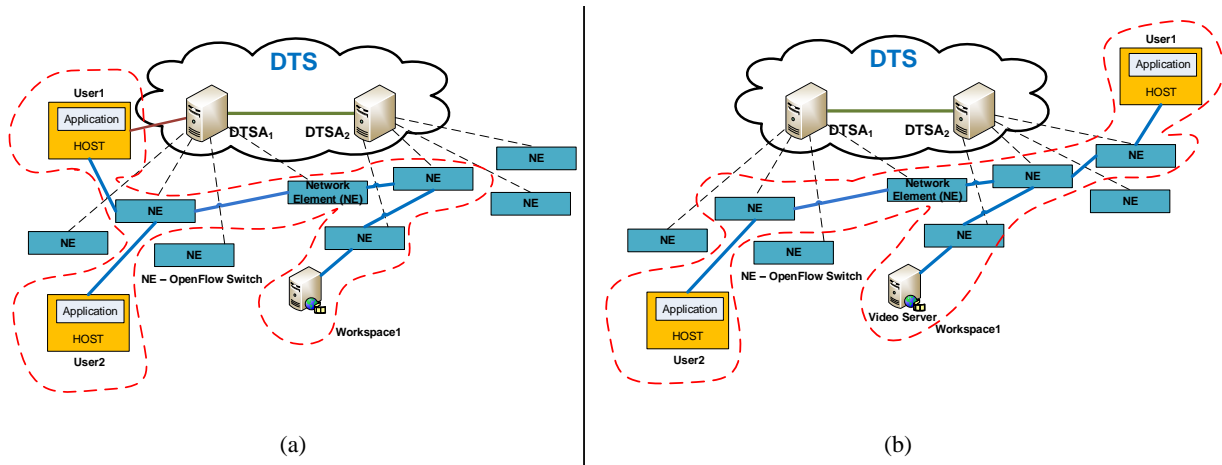 DTS
User1
Application
HOST
DTSA1
DTSA2
NE
Network
Element (NE)
NE
NE
NE
NE
NE
NE
NE – OpenFlow Switch
Application
HOST
User2
Workspace1
(a)
User1
Application
HOST
DTS
DTSA1
DTSA2
NE
NE
Network
Element (NE)
NE
NE
NE
NE
NE
NE – OpenFlow Switch
Application
HOST
User2
Video Server
Workspace1
(b)